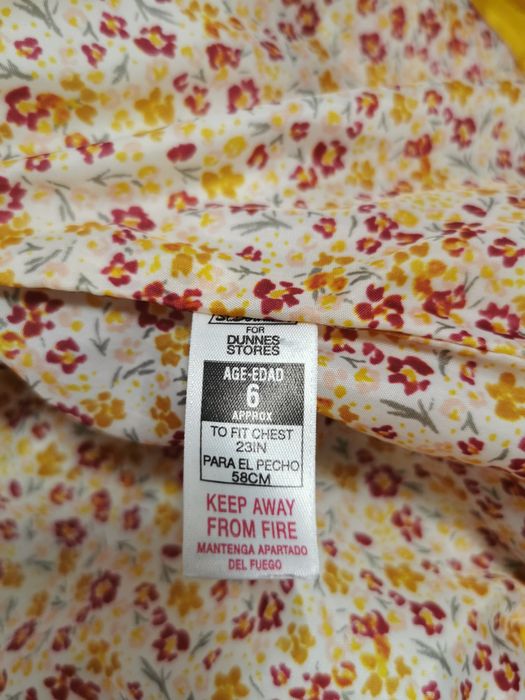 FOR
DUNNES
STORES
AGE-EDAD
6
APPROX
TO FIT CHEST
23IN
PARA EL PECHO
58CM
KEEP AWAY
FROM FIRE
MANTENGA APARTADO
DEL FUEGO